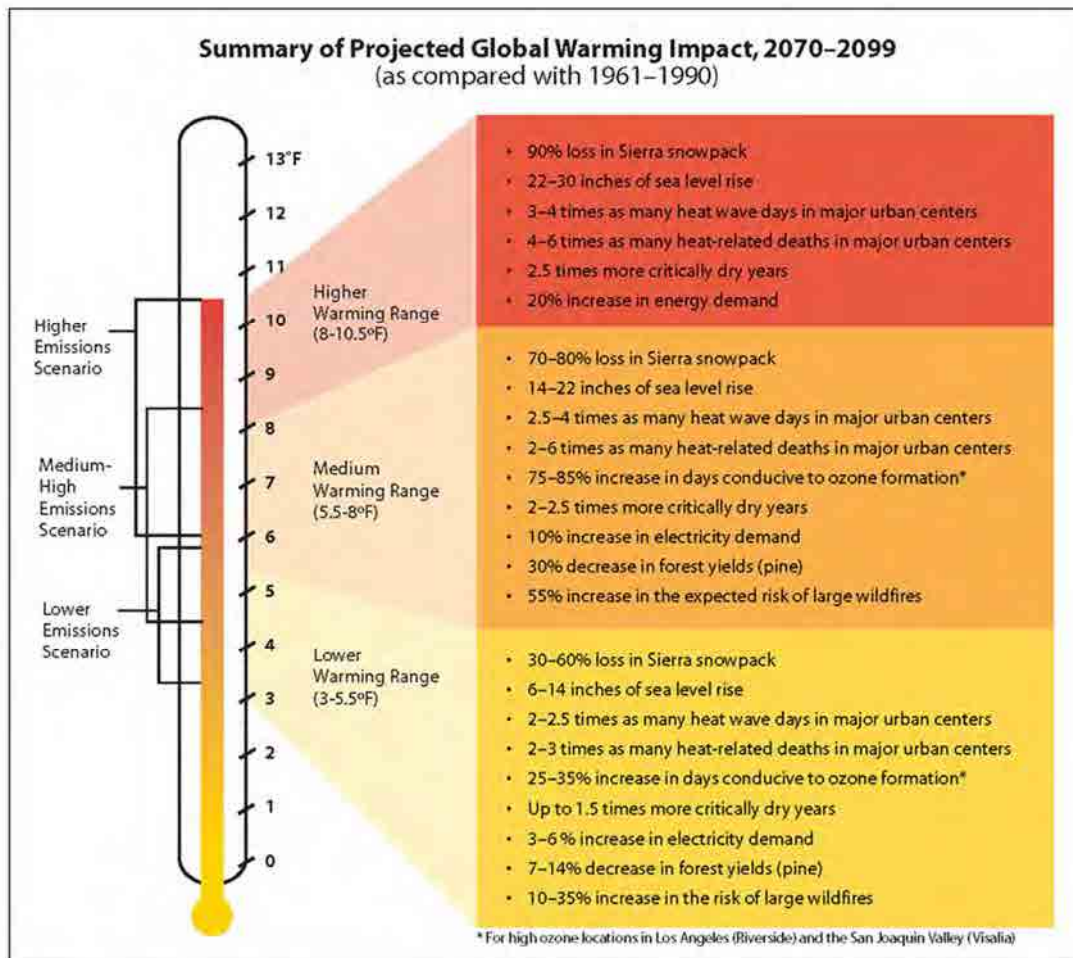 Summary of Projected Global Warming Impact, 2070–2099
(as compared with 1961–1990)
13°F
12
11
10
9
8
7
6
5
4
3
2
1
0
Higher
Emissions
Scenario
Medium-
High
Emissions
Scenario
Lower
Emissions
Scenario
Higher
Warming Range
(8-10.5ºF)
Medium
Warming Range
(5.5-8ºF)
Lower
Warming Range
(3-5.5ºF)
• 90% loss in Sierra snowpack
• 22–30 inches of sea level rise
• 3–4 times as many heat wave days in major urban centers
• 4–6 times as many heat-related deaths in major urban centers
• 2.5 times more critically dry years
• 20% increase in energy demand
• 70–80% loss in Sierra snowpack
• 14–22 inches of sea level rise
• 2.5–4 times as many heat wave days in major urban centers
• 2–6 times as many heat-related deaths in major urban centers
• 75–85% increase in days conducive to ozone formation*
• 2–2.5 times more critically dry years
• 10% increase in electricity demand
• 30% decrease in forest yields (pine)
• 55% increase in the expected risk of large wildfires
• 30–60% loss in Sierra snowpack
• 6–14 inches of sea level rise
• 2–2.5 times as many heat wave days in major urban centers
• 2–3 times as many heat-related deaths in major urban centers
• 25–35% increase in days conducive to ozone formation*
• Up to 1.5 times more critically dry years
• 3–6 % increase in electricity demand
• 7–14% decrease in forest yields (pine)
• 10–35% increase in the risk of large wildfires
* For high ozone locations in Los Angeles (Riverside) and the San Joaquin Valley (Visalia)